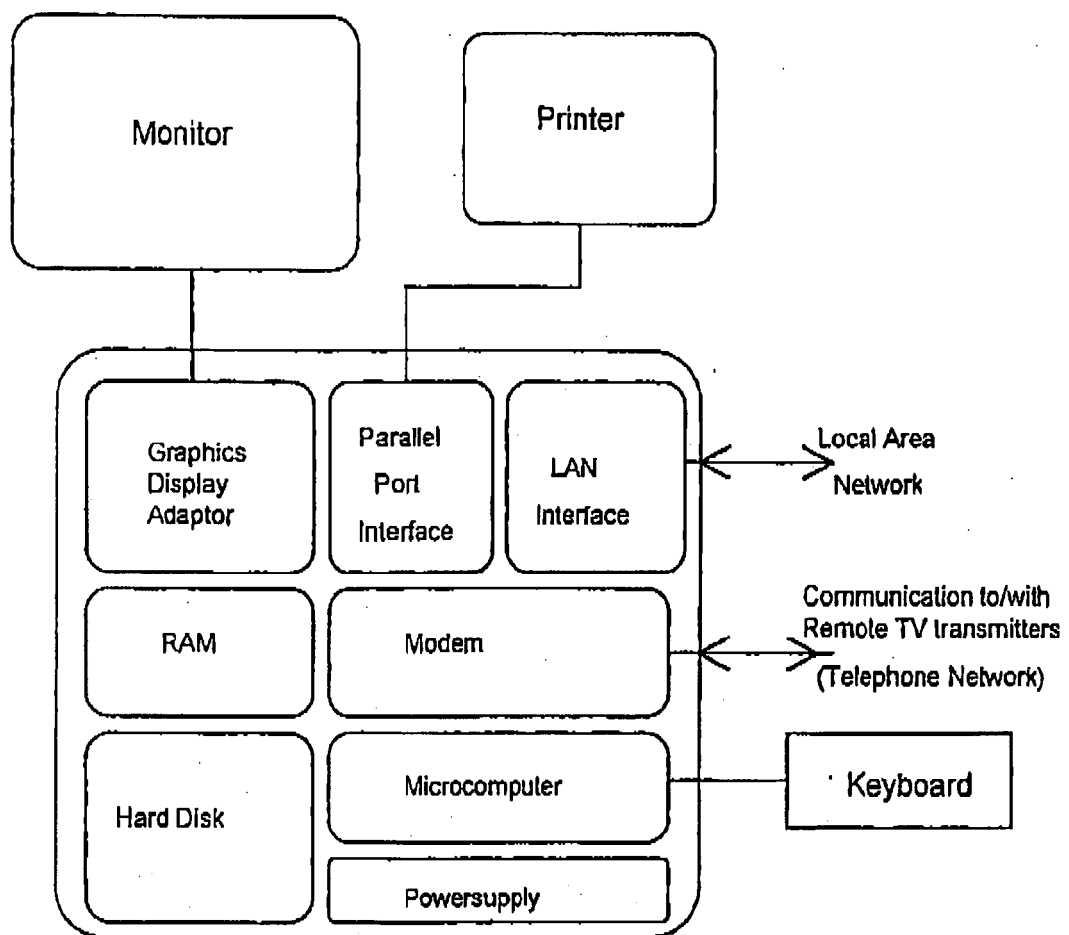 Monitor
Printer
Graphics
Display
Adaptor
Parallel
Port
Interface
LAN
Interface
Local Area
Network
RAM
Modem
Communication to/with
Remote TV transmitters
(Telephone Network)
Hard Disk
Microcomputer
Keyboard
Powersupply